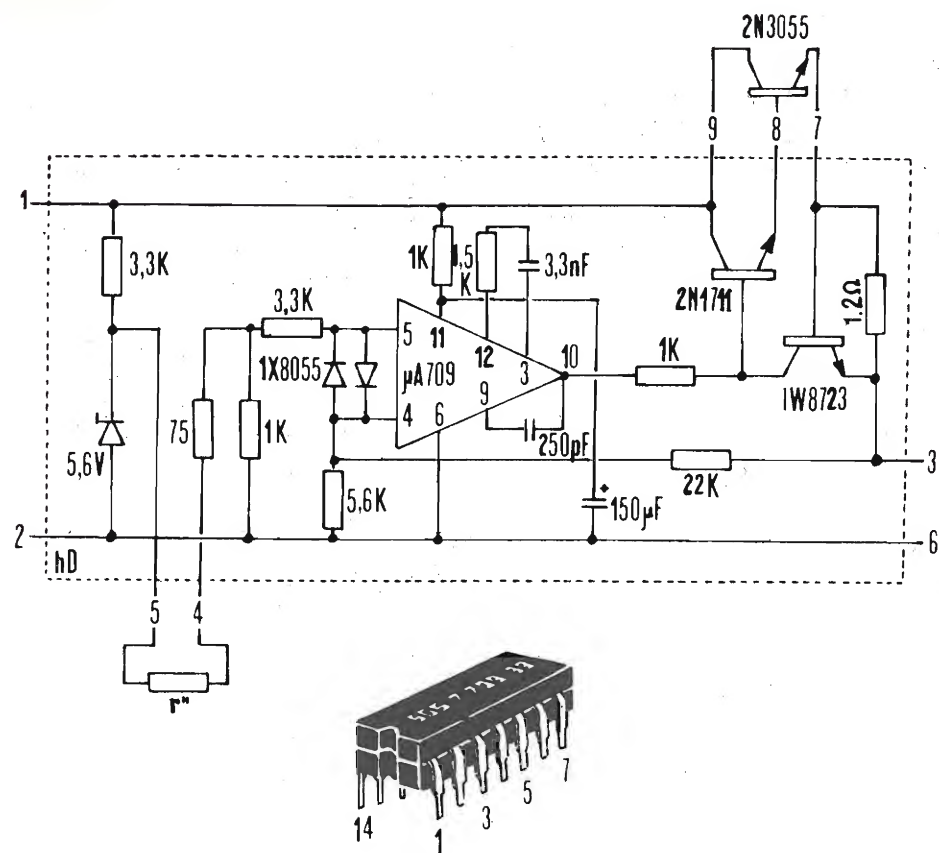 2N3055
9
8
7
1
3,3K
1K
1,5
K
3,3nF
2N1711
1.2Ω
3,3K
5
11
12
1X8055
µA709
3
10
1K
1W8723
4
6
9
75
1K
250pF
3
5,6V
22K
5,6K
+
150µF
2
6
hD
5
4
r"
7
5
3
14
1